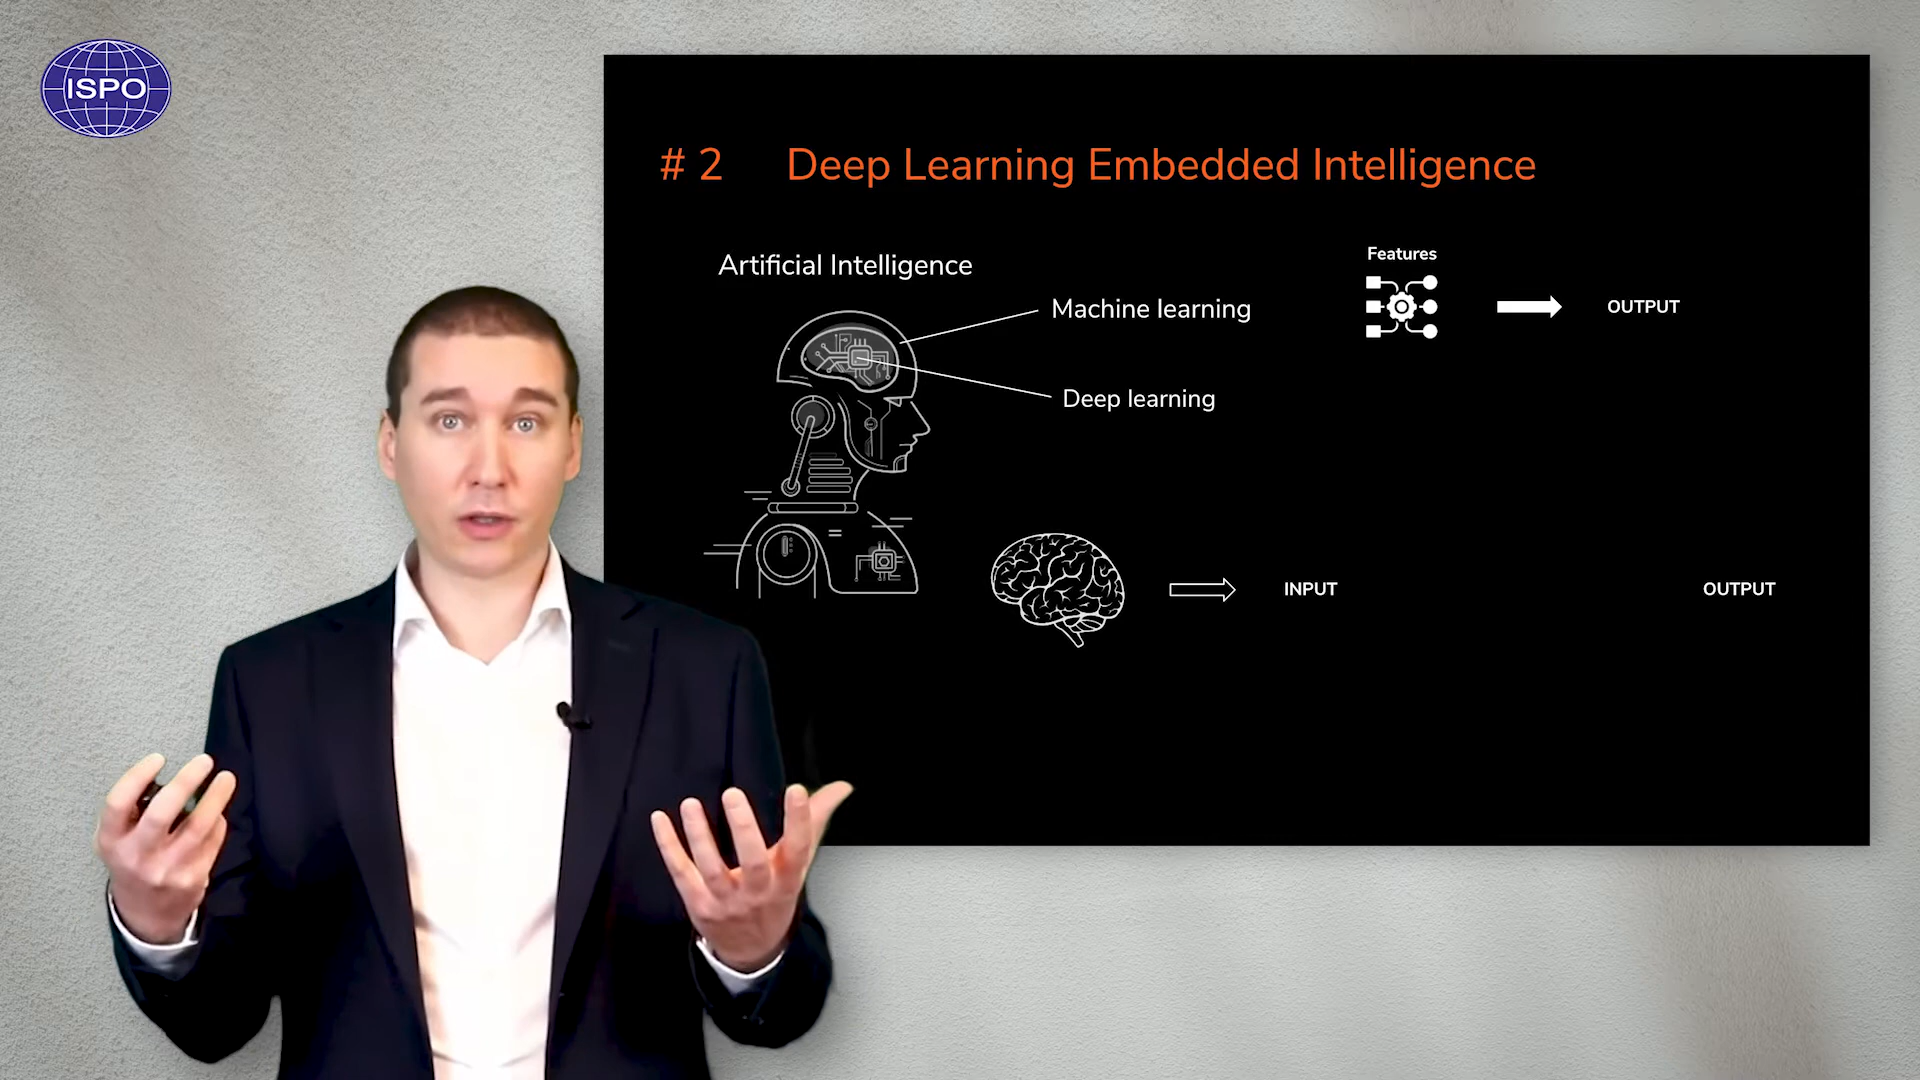 ISPO
# 2 Deep Learning Embedded Intelligence
Artificial Intelligence
Machine learning
Deep learning
Features
OUTPUT
INPUT
OUTPUT